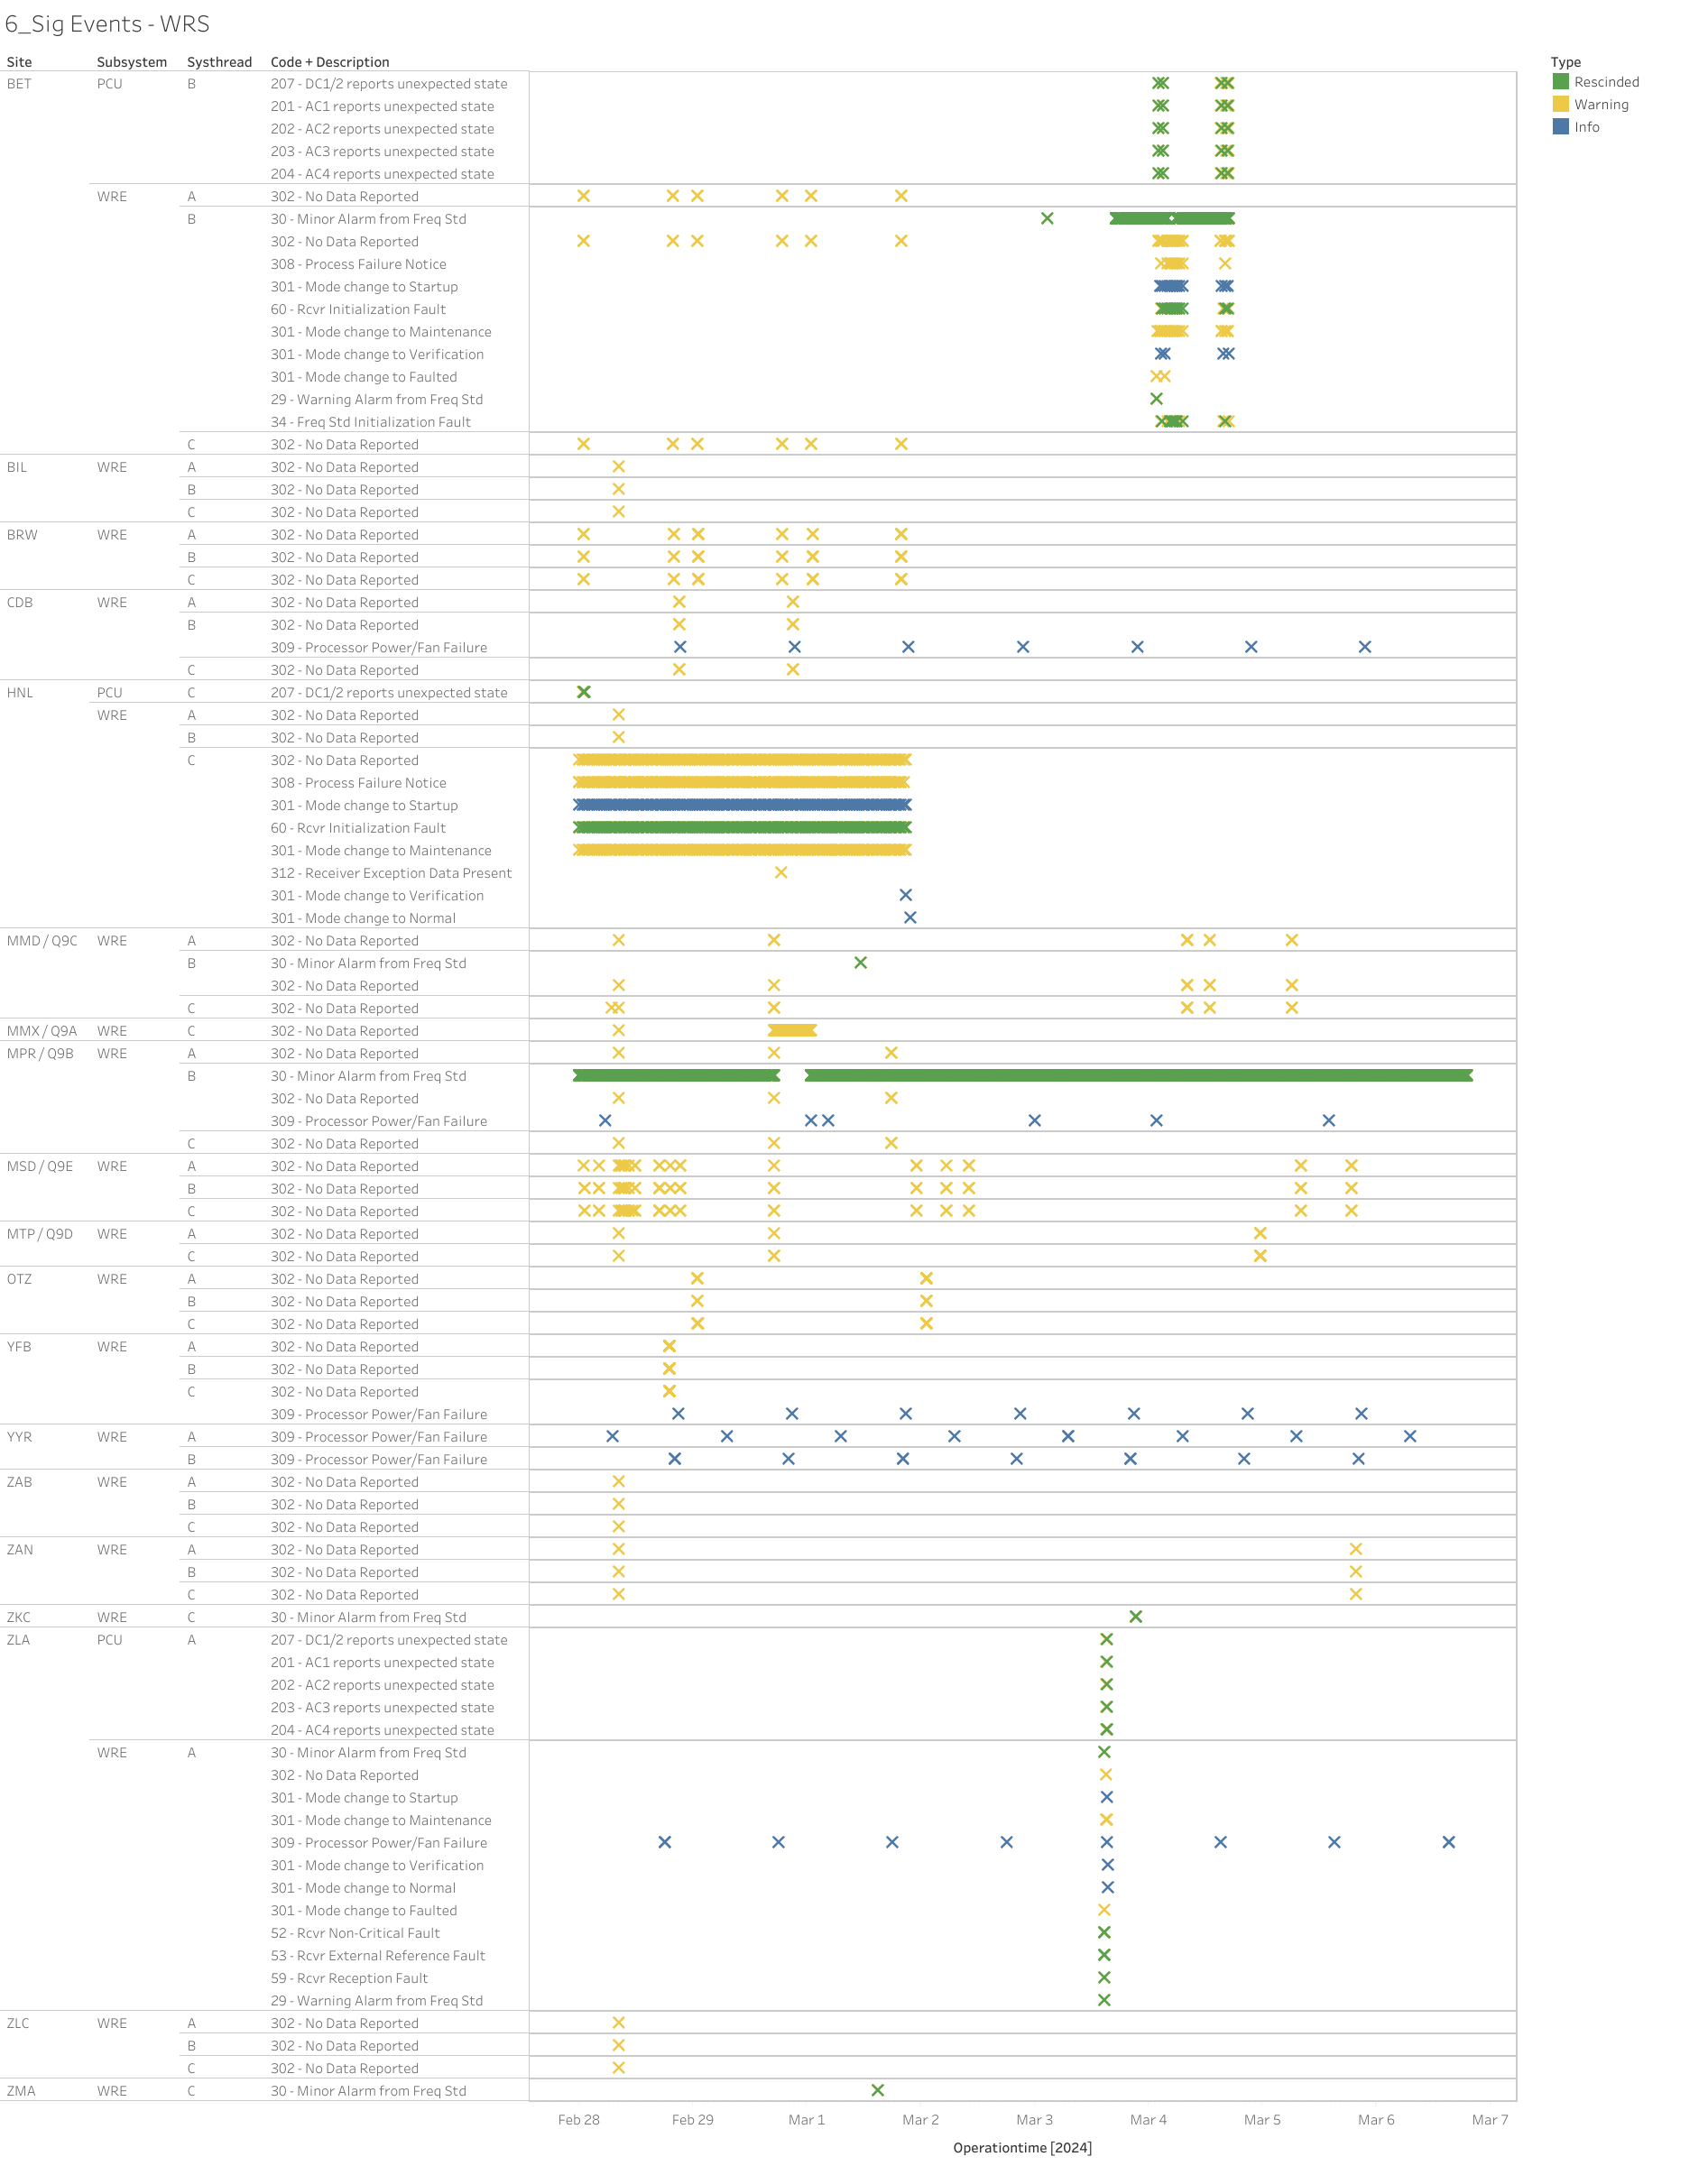 6_Sig Events - WRS
Site Subsystem Systhread Code + Description Type
BET PCU B 207 - DC1/2 reports unexpected state Rescinded
201 - AC1 reports unexpected state Warning
202 - AC2 reports unexpected state Info
203 - AC3 reports unexpected state
204 - AC4 reports unexpected state
WRE A 302 - No Data Reported
B 30 - Minor Alarm from Freq Std
302 - No Data Reported
308 - Process Failure Notice
301 - Mode change to Startup
60 - Rcvr Initialization Fault
301 - Mode change to Maintenance
301 - Mode change to Verification
301 - Mode change to Faulted
29 - Warning Alarm from Freq Std
34 - Freq Std Initialization Fault
C 302 - No Data Reported
BIL WRE A 302 - No Data Reported
B 302 - No Data Reported
C 302 - No Data Reported
BRW WRE A 302 - No Data Reported
B 302 - No Data Reported
C 302 - No Data Reported
CDB WRE A 302 - No Data Reported
B 302 - No Data Reported
309 - Processor Power/Fan Failure
C 302 - No Data Reported
HNL PCU C 207 - DC1/2 reports unexpected state
WRE A 302 - No Data Reported
B 302 - No Data Reported
C 302 - No Data Reported
308 - Process Failure Notice
301 - Mode change to Startup
60 - Rcvr Initialization Fault
301 - Mode change to Maintenance
312 - Receiver Exception Data Present
301 - Mode change to Verification
301 - Mode change to Normal
MMD / Q9C WRE A 302 - No Data Reported
B 30 - Minor Alarm from Freq Std
302 - No Data Reported
C 302 - No Data Reported
MMX / Q9A WRE C 302 - No Data Reported
MPR / Q9B WRE A 302 - No Data Reported
B 30 - Minor Alarm from Freq Std
302 - No Data Reported
309 - Processor Power/Fan Failure
C 302 - No Data Reported
MSD / Q9E WRE A 302 - No Data Reported
B 302 - No Data Reported
C 302 - No Data Reported
MTP / Q9D WRE A 302 - No Data Reported
C 302 - No Data Reported
OTZ WRE A 302 - No Data Reported
B 302 - No Data Reported
C 302 - No Data Reported
YFB WRE A 302 - No Data Reported
B 302 - No Data Reported
C 302 - No Data Reported
309 - Processor Power/Fan Failure
YYR WRE A 309 - Processor Power/Fan Failure
B 309 - Processor Power/Fan Failure
ZAB WRE A 302 - No Data Reported
B 302 - No Data Reported
C 302 - No Data Reported
ZAN WRE A 302 - No Data Reported
B 302 - No Data Reported
C 302 - No Data Reported
ZKC WRE C 30 - Minor Alarm from Freq Std
ZLA PCU A 207 - DC1/2 reports unexpected state
201 - AC1 reports unexpected state
202 - AC2 reports unexpected state
203 - AC3 reports unexpected state
204 - AC4 reports unexpected state
WRE A 30 - Minor Alarm from Freq Std
302 - No Data Reported
301 - Mode change to Startup
301 - Mode change to Maintenance
309 - Processor Power/Fan Failure
301 - Mode change to Verification
301 - Mode change to Normal
301 - Mode change to Faulted
52 - Rcvr Non-Critical Fault
53 - Rcvr External Reference Fault
59 - Rcvr Reception Fault
29 - Warning Alarm from Freq Std
ZLC WRE A 302 - No Data Reported
B 302 - No Data Reported
C 302 - No Data Reported
ZMA WRE C 30 - Minor Alarm from Freq Std
Feb 28 Feb 29 Mar 1 Mar 2 Mar 3 Mar 4 Mar 5 Mar 6 Mar 7
Operationtime [2024]